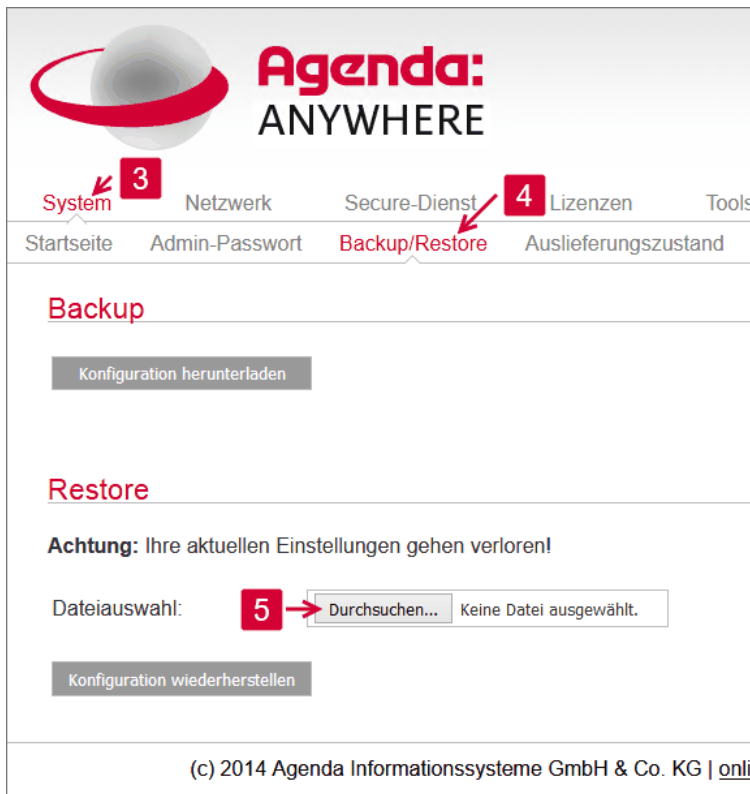 Agenda:
ANYWHERE
3
System Netzwerk Secure-Dienst 4 Lizenzen Tools
Startseite Admin-Passwort Backup/Restore Auslieferungszustand
Backup
Konfiguration herunterladen
Restore
Achtung: Ihre aktuellen Einstellungen gehen verloren!
Dateiauswahl: 5 Durchsuchen... Keine Datei ausgewählt.
Konfiguration wiederherstellen
(c) 2014 Agenda Informationssysteme GmbH & Co. KG | onli